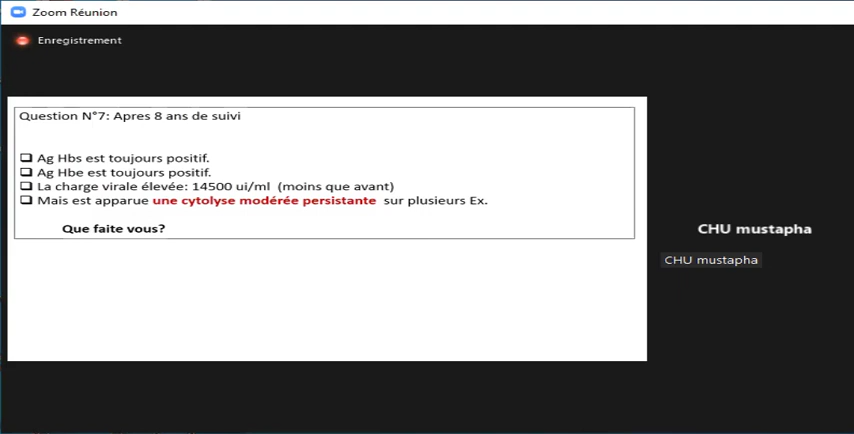 Zoom Réunion
Enregistrement
Question N°7: Apres 8 ans de suivi
❑ Ag Hbs est toujours positif.
❑ Ag Hbe est toujours positif.
❑ La charge virale élevée: 14500 ui/ml (moins que avant)
❑ Mais est apparue une cytolyse modérée persistante sur plusieurs Ex.
Que faite vous?
CHU mustapha
CHU mustapha